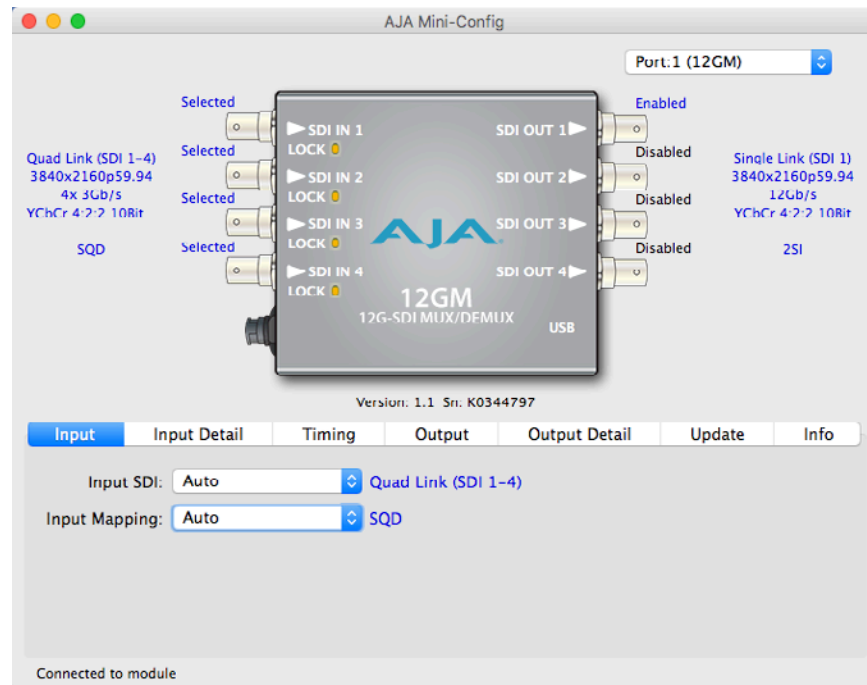 AJA Mini-Config
Port:1 (12GM)
Selected
Selected
Selected
Selected
Quad Link (SDI 1-4)
3840x2160p59.94
4x 3Gb/s
YCbCr 4:2:2 10Bit
SQD
SDI IN 1
LOCK
SDI IN 2
LOCK
SDI IN 3
LOCK
SDI IN 4
LOCK
SDI OUT 1
SDI OUT 2
SDI OUT 3
SDI OUT 4
AJA
12GM
12G-SDI MUX/DEMUX
USB
Enabled
Disabled
Disabled
Disabled
Single Link (SDI 1)
3840x2160p59.94
12Gb/s
YCbCr 4:2:2 10Bit
2SI
Version: 1.1 Sn: K0344797
Input Input Detail Timing Output Output Detail Update Info
Input SDI: Auto Quad Link (SDI 1-4)
Input Mapping: Auto SQD
Connected to module